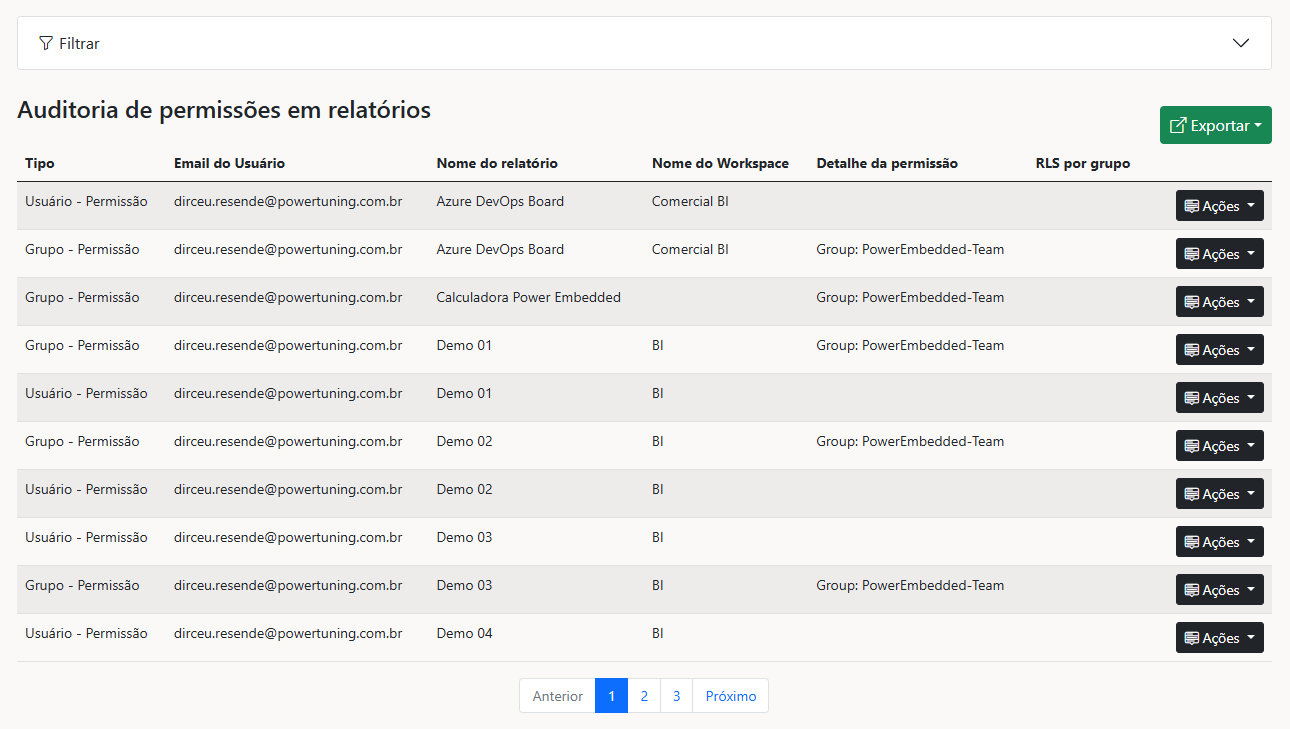 Filtrar
Auditoria de permissões em relatórios
Exportar
Tipo Email do Usuário Nome do relatório Nome do Workspace Detalhe da permissão RLS por grupo
Usuário - Permissão dirceu.resende@powertuning.com.br Azure DevOps Board Comercial BI Ações
Grupo - Permissão dirceu.resende@powertuning.com.br Azure DevOps Board Comercial BI Group: PowerEmbedded-Team Ações
Grupo - Permissão dirceu.resende@powertuning.com.br Calculadora Power Embedded Group: PowerEmbedded-Team Ações
Grupo - Permissão dirceu.resende@powertuning.com.br Demo 01 BI Group: PowerEmbedded-Team Ações
Usuário - Permissão dirceu.resende@powertuning.com.br Demo 01 BI Ações
Grupo - Permissão dirceu.resende@powertuning.com.br Demo 02 BI Group: PowerEmbedded-Team Ações
Usuário - Permissão dirceu.resende@powertuning.com.br Demo 02 BI Ações
Usuário - Permissão dirceu.resende@powertuning.com.br Demo 03 BI Ações
Grupo - Permissão dirceu.resende@powertuning.com.br Demo 03 BI Group: PowerEmbedded-Team Ações
Usuário - Permissão dirceu.resende@powertuning.com.br Demo 04 BI Ações
Anterior 1 2 3 Próximo